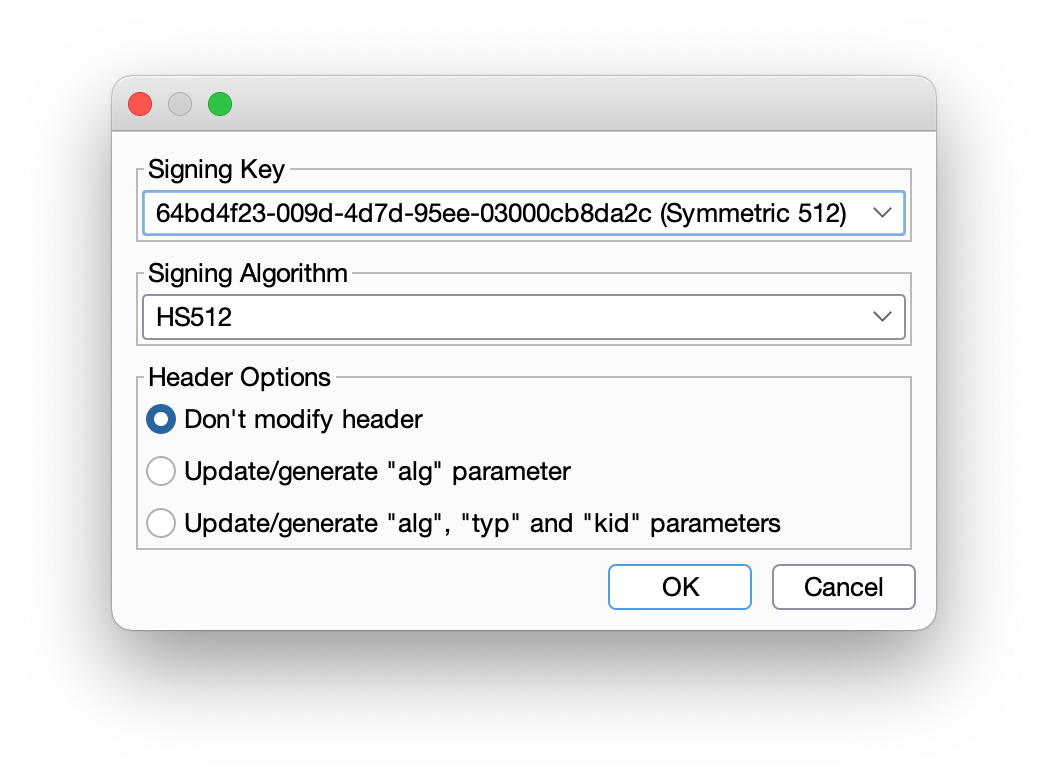 Signing Key
64bd4f23-009d-4d7d-95ee-03000cb8da2c (Symmetric 512)
Signing Algorithm
HS512
Header Options
Don't modify header
Update/generate "alg" parameter
Update/generate "alg", "typ" and "kid" parameters
OK Cancel